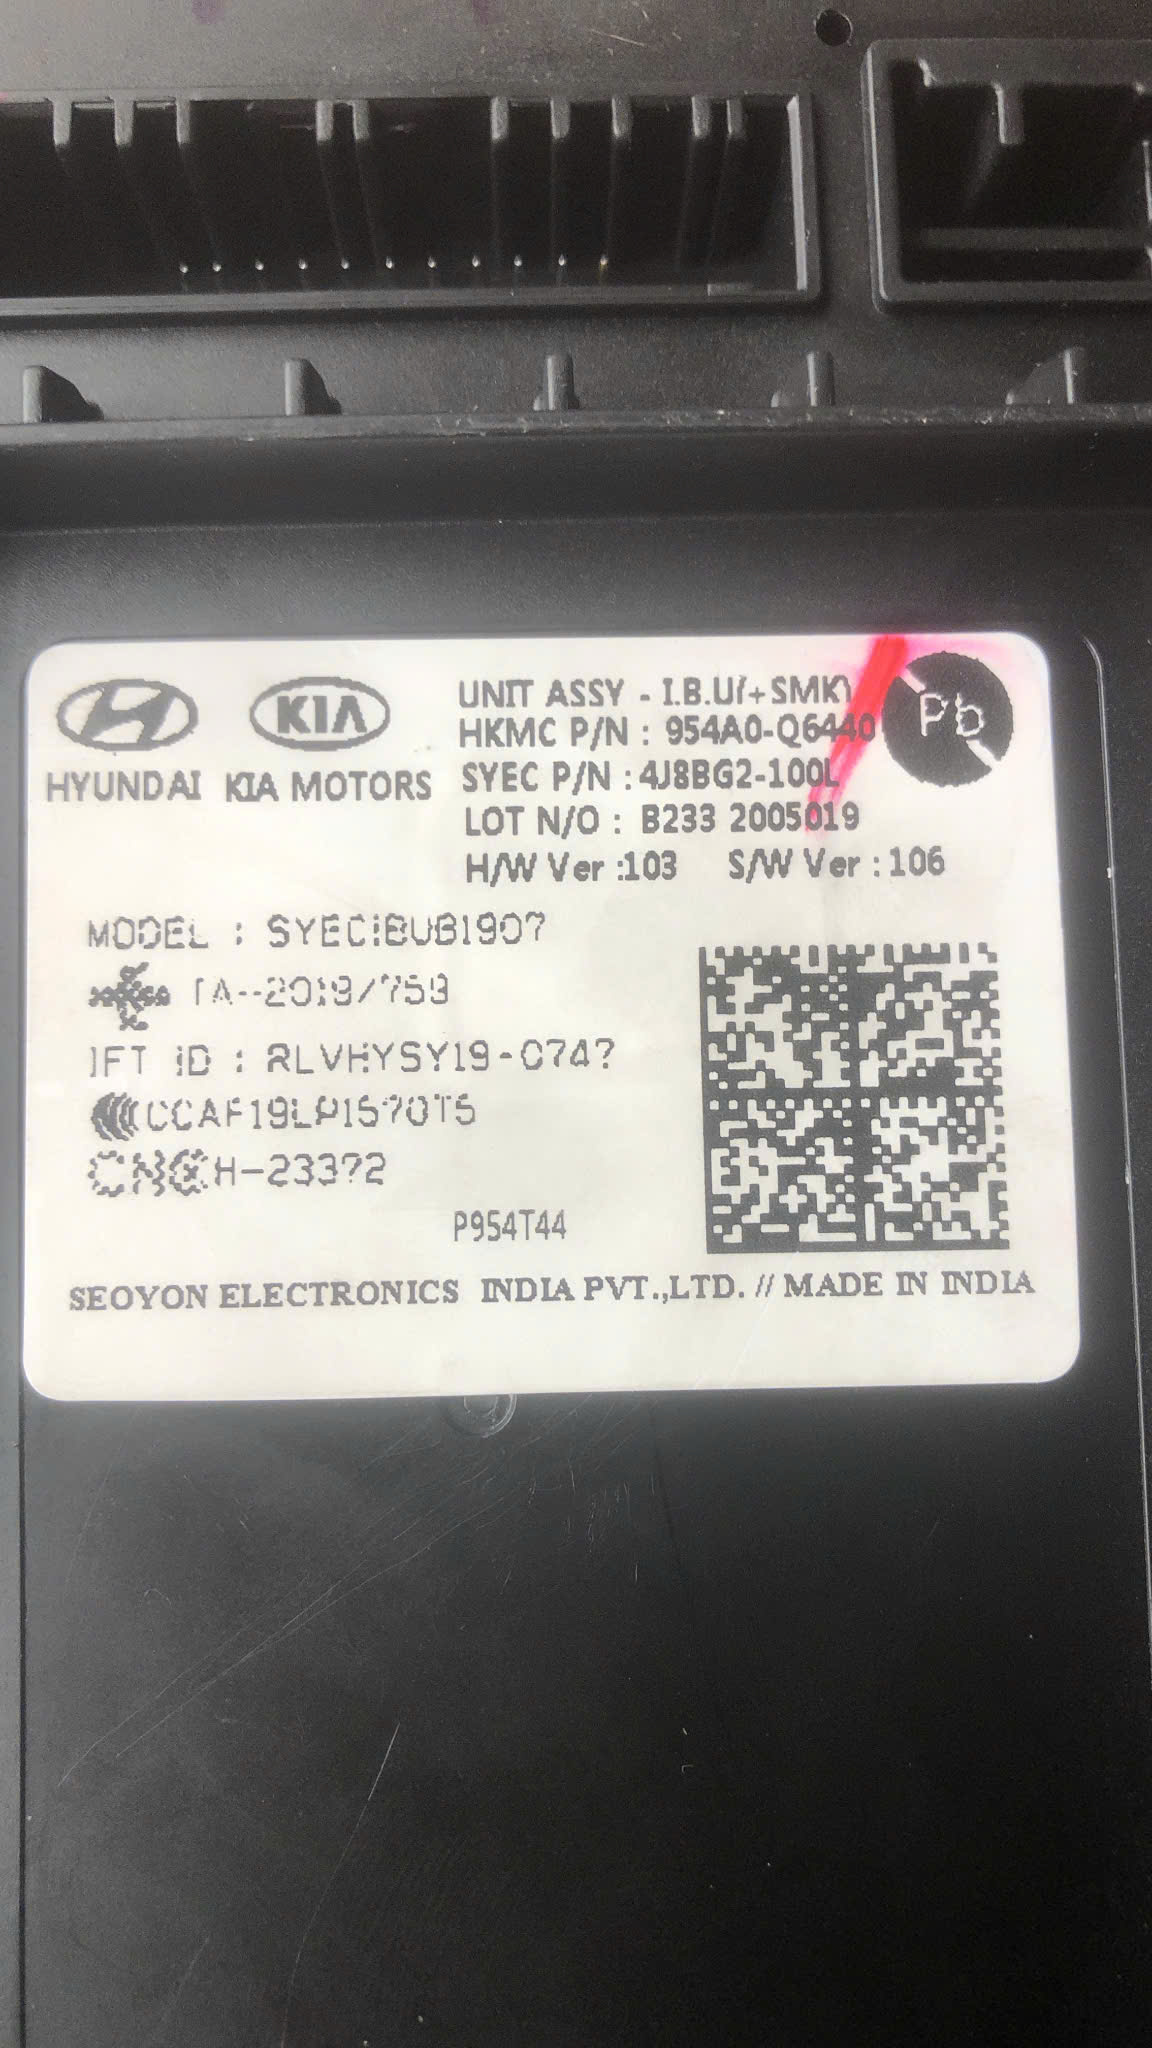 HYUNDAI KIA MOTORS
KIA
UNIT ASSY - I.B.U(+SMK)
HKMC P/N : 954A0-Q6440
SYEC P/N : 4J8BG2-100L
LOT N/O : B233 2005019
H/W Ver :103 S/W Ver : 106
Pb
MODEL : SYECIBUB1907
TA-2019/759
IFT ID : RLVHYSY19-0747
CCAF19LP1570T5
H-23372
P954T44
SEOYON ELECTRONICS INDIA PVT.,LTD. // MADE IN INDIA